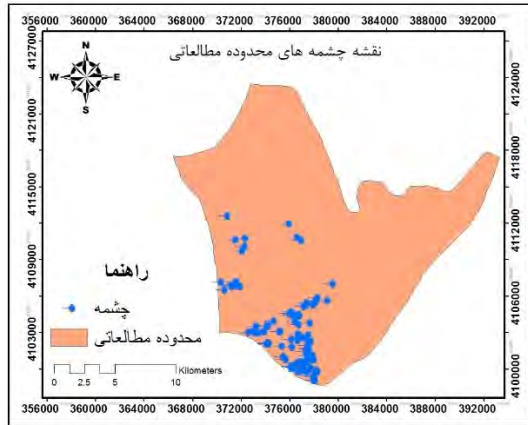 نقشه چشمه های محدوده مطالعاتی
N
W E
S
راهنما
چشمه
محدوده مطالعاتی
0 2.5 5 10
Kilometers
356000 360000 364000 368000 372000 376000 380000 384000 388000 392000
356000 360000 364000 368000 372000 376000 380000 384000 388000 392000
4127000
4121000
4115000
4109000
4103000
4124000
4118000
4112000
4106000
4100000